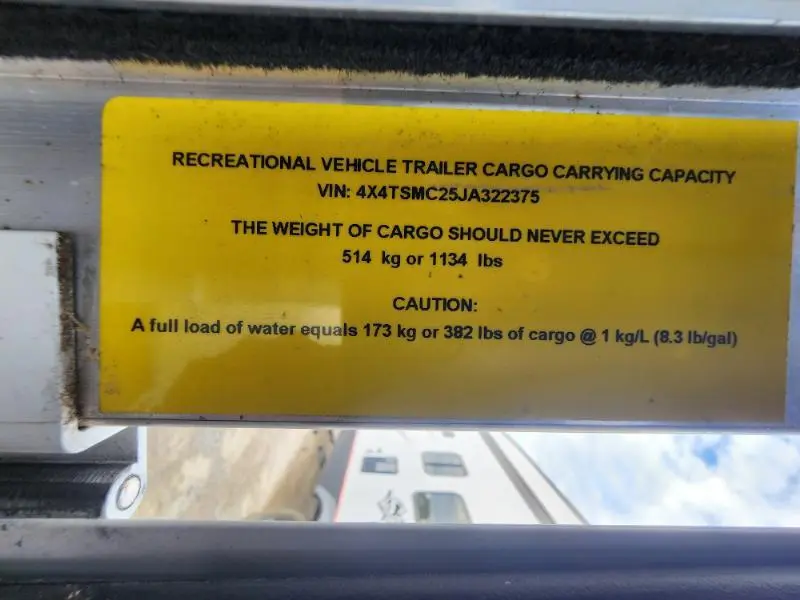 RECREATIONAL VEHICLE TRAILER CARGO CARRYING CAPACITY
VIN: 4X4TSMC25JA322375
THE WEIGHT OF CARGO SHOULD NEVER EXCEED
514 kg or 1134 lbs
CAUTION:
A full load of water equals 173 kg or 382 lbs of cargo @ 1 kg/L (8.3 lb/gal)